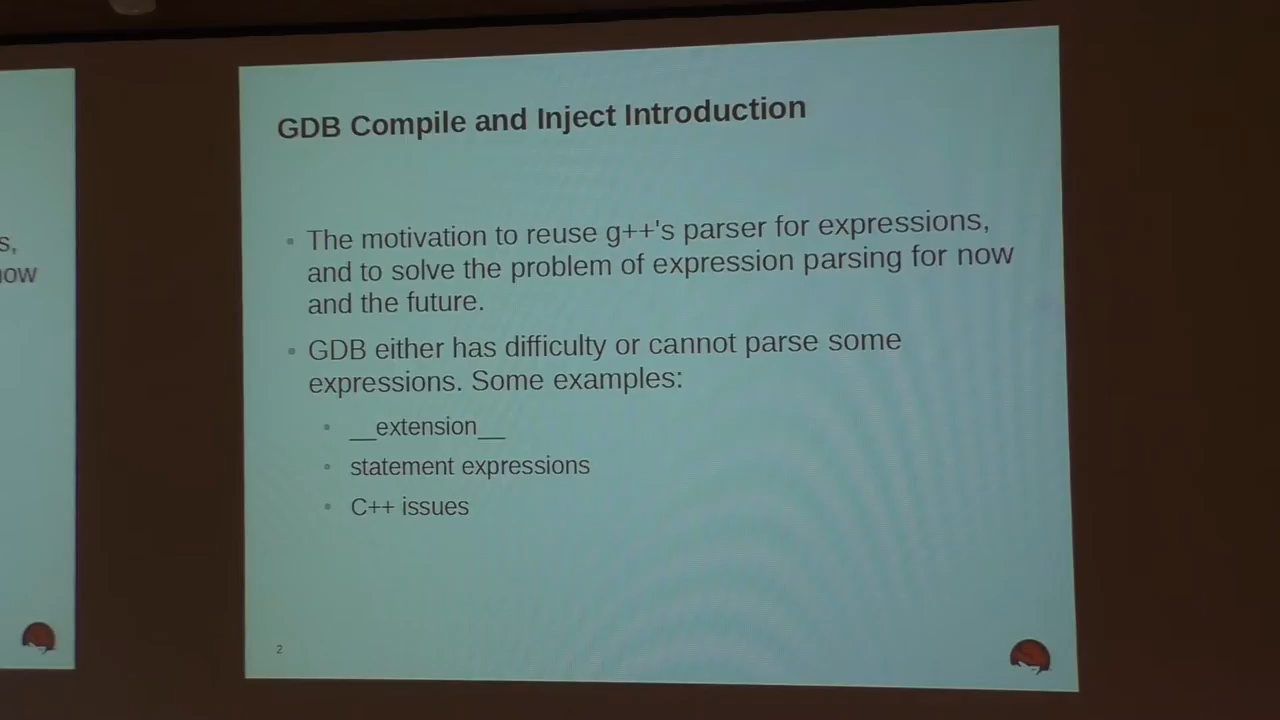 GDB Compile and Inject Introduction
The motivation to reuse g++'s parser for expressions,
and to solve the problem of expression parsing for now
and the future.
GDB either has difficulty or cannot parse some
expressions. Some examples:
__extension__
statement expressions
C++ issues
2
s,
now